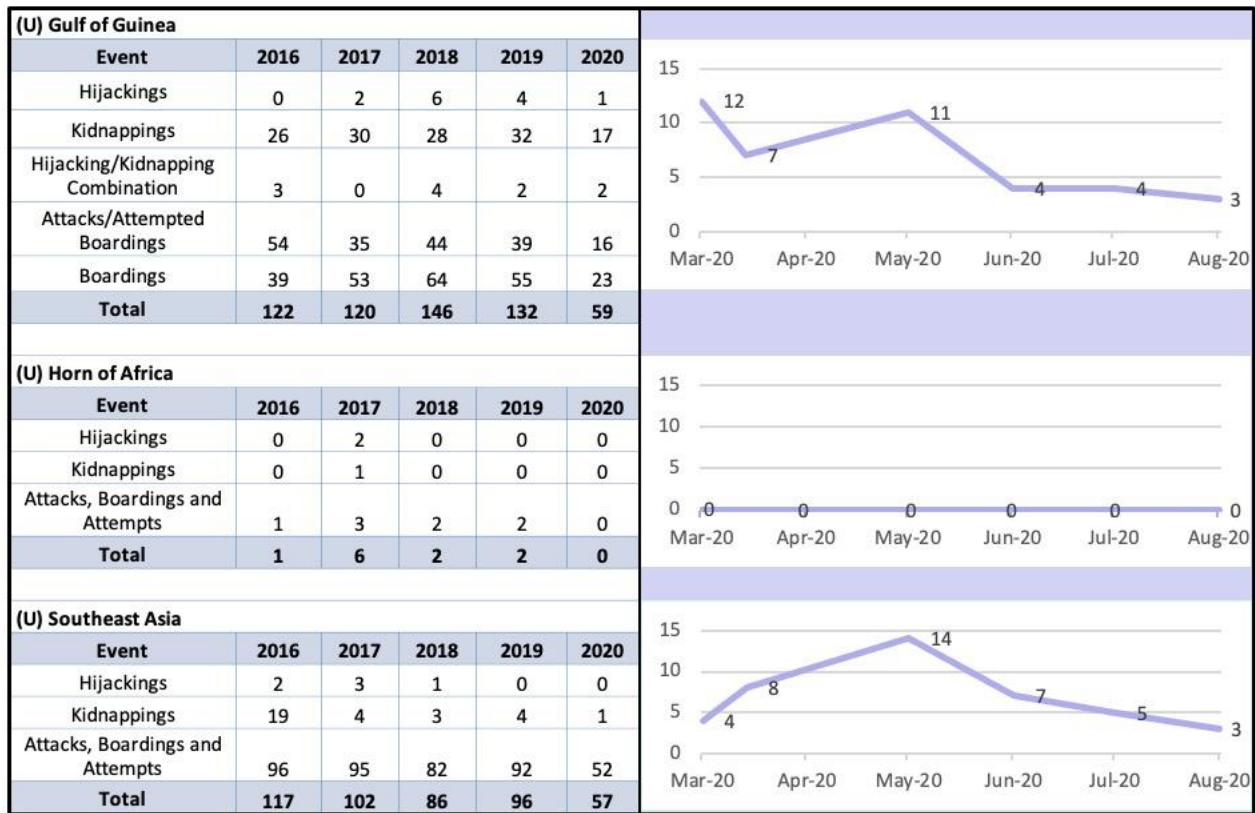 (U) Gulf of Guinea
Event 2016 2017 2018 2019 2020
Hijackings 0 2 6 4 1
Kidnappings 26 30 28 32 17
Hijacking/Kidnapping
Combination 3 0 4 2 2
Attacks/Attempted
Boardings 54 35 44 39 16
Boardings 39 53 64 55 23
Total 122 120 146 132 59
15
10
5
0
12
7
11
4
4
3
Mar-20 Apr-20 May-20 Jun-20 Jul-20 Aug-20
(U) Horn of Africa
Event 2016 2017 2018 2019 2020
Hijackings 0 2 0 0 0
Kidnappings 0 1 0 0 0
Attacks, Boardings and
Attempts 1 3 2 2 0
Total 1 6 2 2 0
15
10
5
0
0 0 0 0 0 0
Mar-20 Apr-20 May-20 Jun-20 Jul-20 Aug-20
(U) Southeast Asia
Event 2016 2017 2018 2019 2020
Hijackings 2 3 1 0 0
Kidnappings 19 4 3 4 1
Attacks, Boardings and
Attempts 96 95 82 92 52
Total 117 102 86 96 57
15
10
5
0
4
8
14
7
5
3
Mar-20 Apr-20 May-20 Jun-20 Jul-20 Aug-20